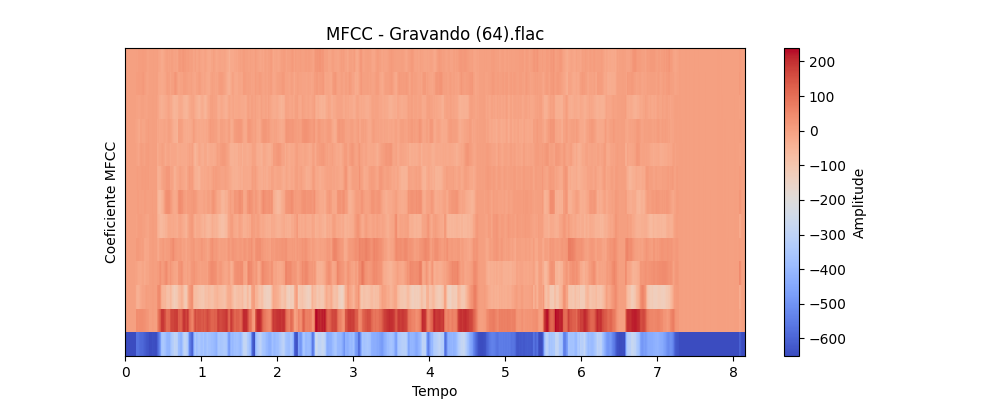 MFCC - Gravando (64).flac
Coeficiente MFCC
0 1 2 3 4 5 6 7 8
Tempo
200
100
0
−100
−200
−300
−400
−500
−600
Amplitude